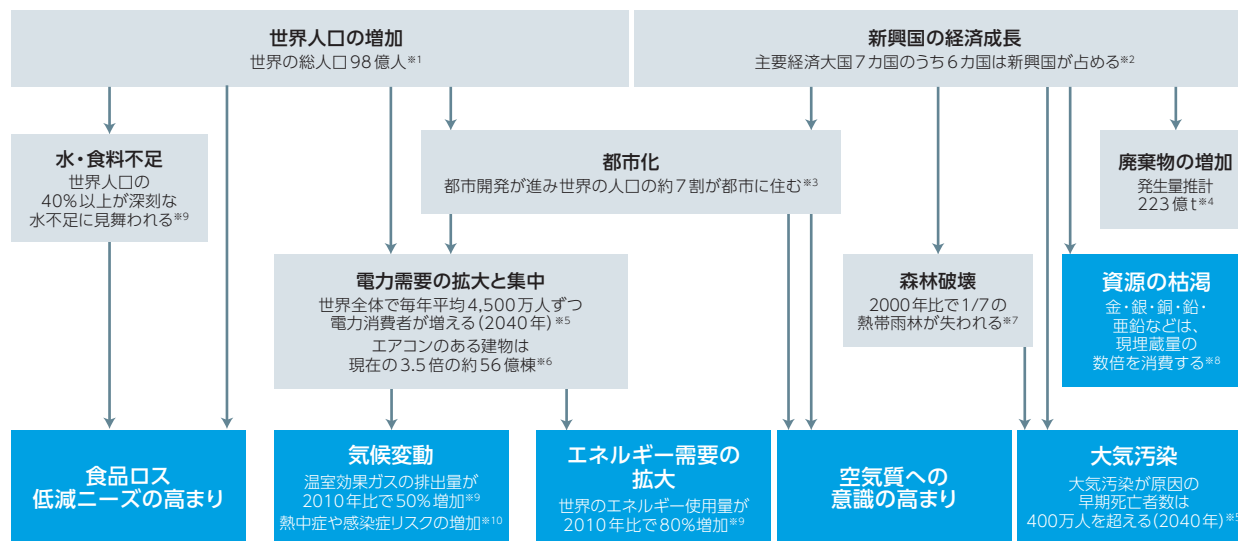 世界人口の増加
世界の総人口98億人※1
新興国の経済成長
主要経済大国7カ国のうち6カ国は新興国が占める※2
水・食料不足
世界人口の
40%以上が深刻な
水不足に見舞われる※9
都市化
都市開発が進み世界の人口の約7割が都市に住む※3
廃棄物の増加
発生量推計
223億t※4
電力需要の拡大と集中
世界全体で毎年平均4,500万人ずつ
電力消費者が増える(2040年)※5
エアコンのある建物は
現在の3.5倍の約56億棟※6
森林破壊
2000年比で1/7の
熱帯雨林が失われる※7
資源の枯渇
金・銀・銅・鉛・
亜鉛などは、
現埋蔵量の
数倍を消費する※8
食品ロス
低減ニーズの高まり
気候変動
温室効果ガスの排出量が
2010年比で50%増加※9
熱中症や感染症リスクの増加※10
エネルギー需要の
拡大
世界のエネルギー使用量が
2010年比で80%増加※9
空気質への
意識の高まり
大気汚染
大気汚染が原因の
早期死亡者数は
400万人を超える(2040年)※5